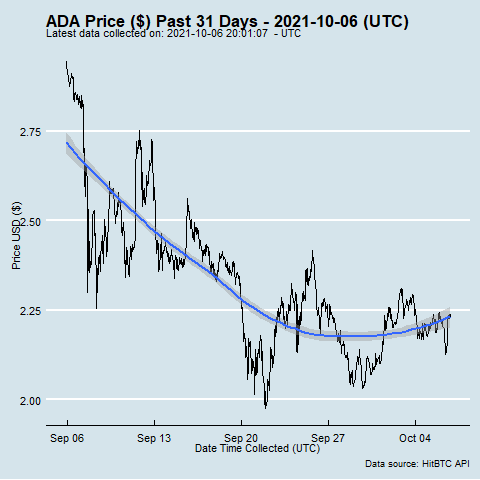 ADA Price ($) Past 31 Days - 2021-10-06 (UTC)
Latest data collected on: 2021-10-06 20:01:07  - UTC
Price USD ($)
2.75
2.50
2.25
2.00
Sep 06
Sep 13
Sep 20
Sep 27
Oct 04
Date Time Collected (UTC)
Data source: HitBTC API